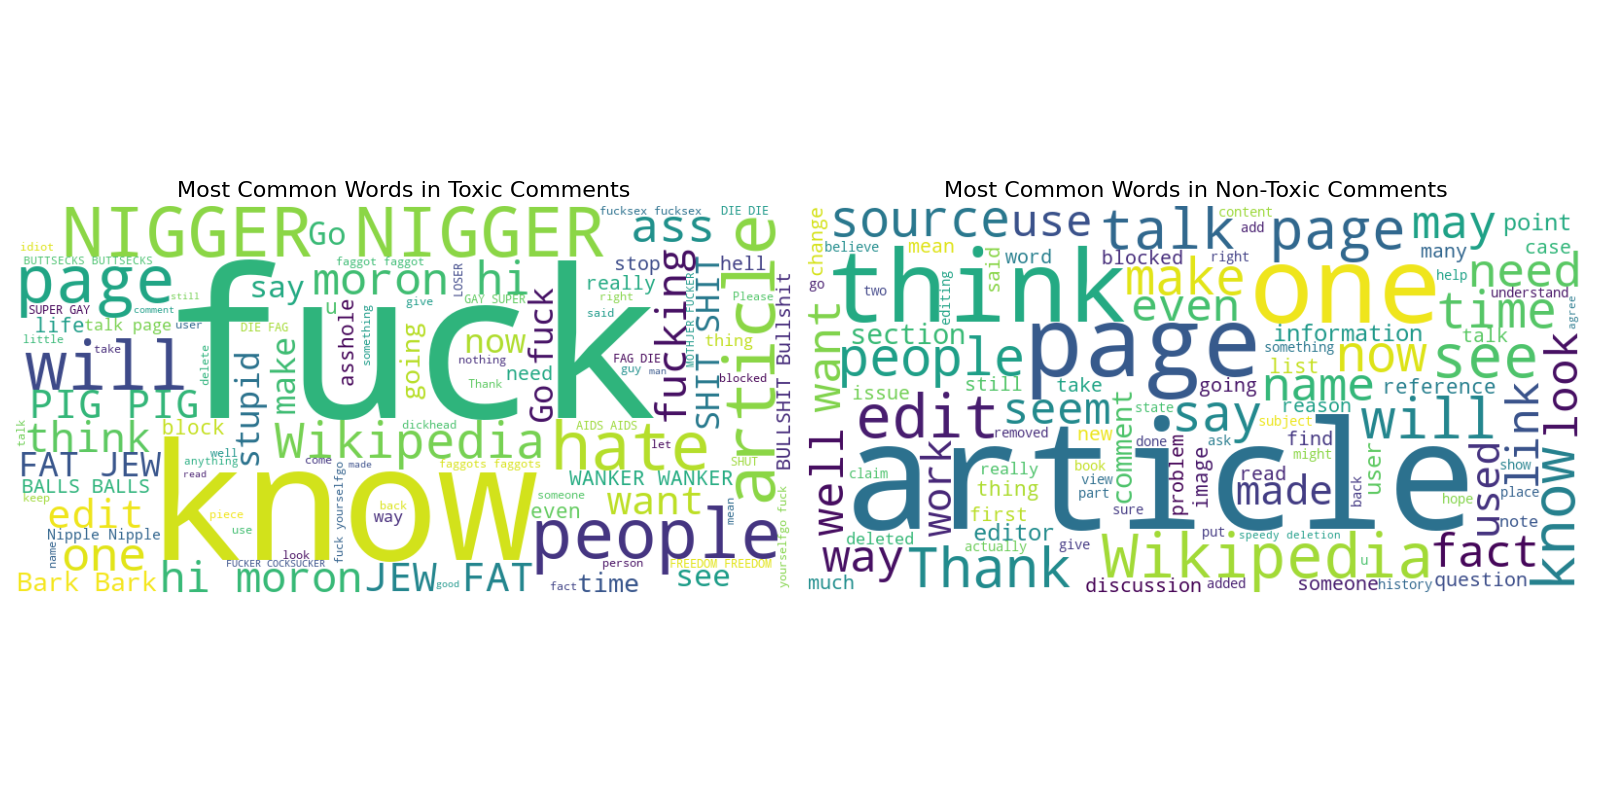 Most Common Words in Toxic Comments
NIGGER Go NIGGER
fucksex fucksex
DIE DIE
ass
idiot
BUTTSECKS BUTTSECKS
faggot faggot
LOSER
stop
hell
page
moron hi
really
say
still
SUPER GAY
comment
u
give
GAY SUPER
right
Please
life
talk page
user
DIE FAG
said
little
take
now
thing
will
fuck
nothing
FAG DIE
need
guy
man
Thank
blocked
delete
stupid
make
asshole
something
going
Go fuck
fucking
MOTHJER FUCKER
SHIT SHIT
article
BULLSHIT Bullshit
PIG PIG
block
dickhead
AIDS AIDS
talk
think
Wikipedia
hate
let
well
anything
come
made
faggots faggots
SHUT
FAT JEW
read
BALLS BALLS
WANKER WANKER
keep
know
someone
want
edit
piece
back
way
even
mean
Nipple Nipple
use
fuck yourselfgo
people
name
one
look
FUCKER COCKSUCKER
person
FREEDOM FREEDOM
yourselfgo fuck
Bark Bark
hi moron
JEW FAT
good
fact
time
see
Most Common Words in Non-Toxic Comments
change
source
use
talk
page
content
add
may
point
believe
mean
said
word
blocked
right
many
case
go
two
editing
think
make
one
help
need
even
understand
time
agree
want
section
information
talk
people
page
something
now
see
issue
still
take
going
list
name
reference
look
edit
seem
state
say
reason
will
link
well
removed
new
comment
done
ask
subject
find
might
claim
work
article
really
book
problem
image
read
back
user
used
show
know
thing
view
made
hope
place
part
sure
first
note
deleted
editor
put
speedy deletion
way
actually
give
Wikipedia
u
fact
much
Thank
discussion
added
someone
history
question